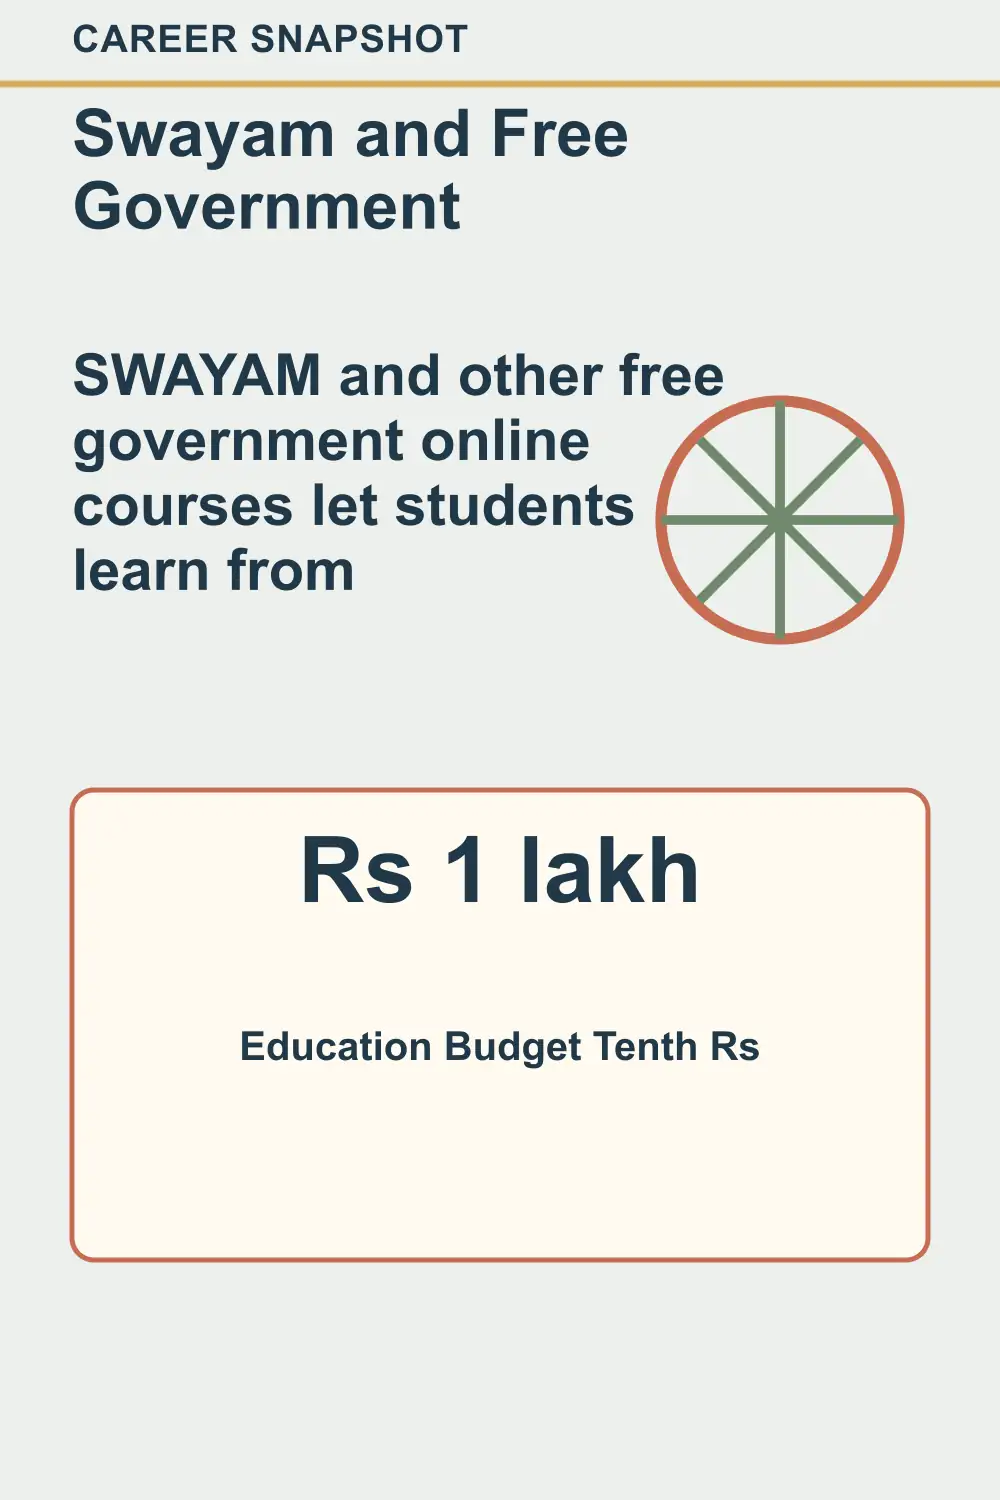 CAREER SNAPSHOT
Swayam and Free
Government
SWAYAM and other free
government online
courses let students
learn from
Rs 1 lakh
Education Budget Tenth Rs